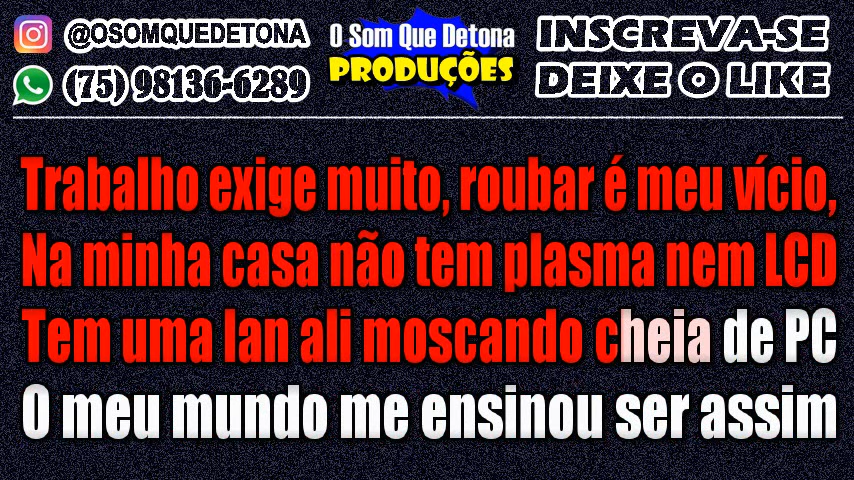 @OSOMQUEDETONA
(75) 98136-6289
O Som Que Detona
PRODUÇÕES
INSCREVA-SE
DEIXE O LIKE
Trabalho exige muito, roubar é meu vício,
Na minha casa não tem plasma nem LCD
Tem uma lan ali moscando cheia de PC
O meu mundo me ensinou ser assim